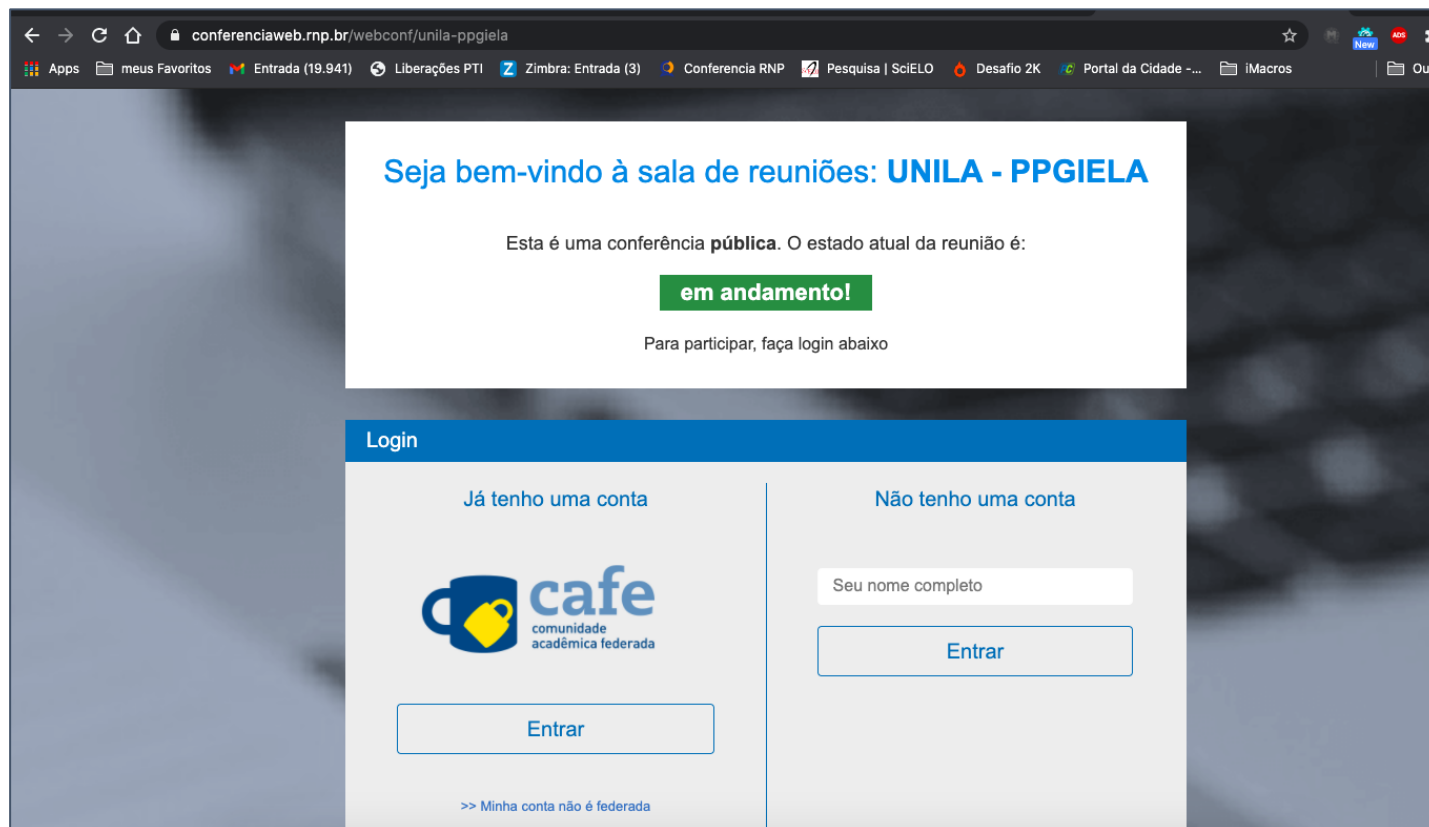 conferenciaweb.rnp.br/webconf/unila-ppgiela
New ADS
Apps meus Favoritos Entrada (19.941) Liberações PTI Z Zimbra: Entrada (3) Conferencia RNP Pesquisa | SciELO Desafio 2K Portal da Cidade -... iMacros Ou
Seja bem-vindo à sala de reuniões: UNILA - PPGIELA
Esta é uma conferência pública. O estado atual da reunião é:
em andamento!
Para participar, faça login abaixo
Login
Já tenho uma conta
cafe
comunidade
acadêmica federada
Entrar
>> Minha conta não é federada
Não tenho uma conta
Seu nome completo
Entrar